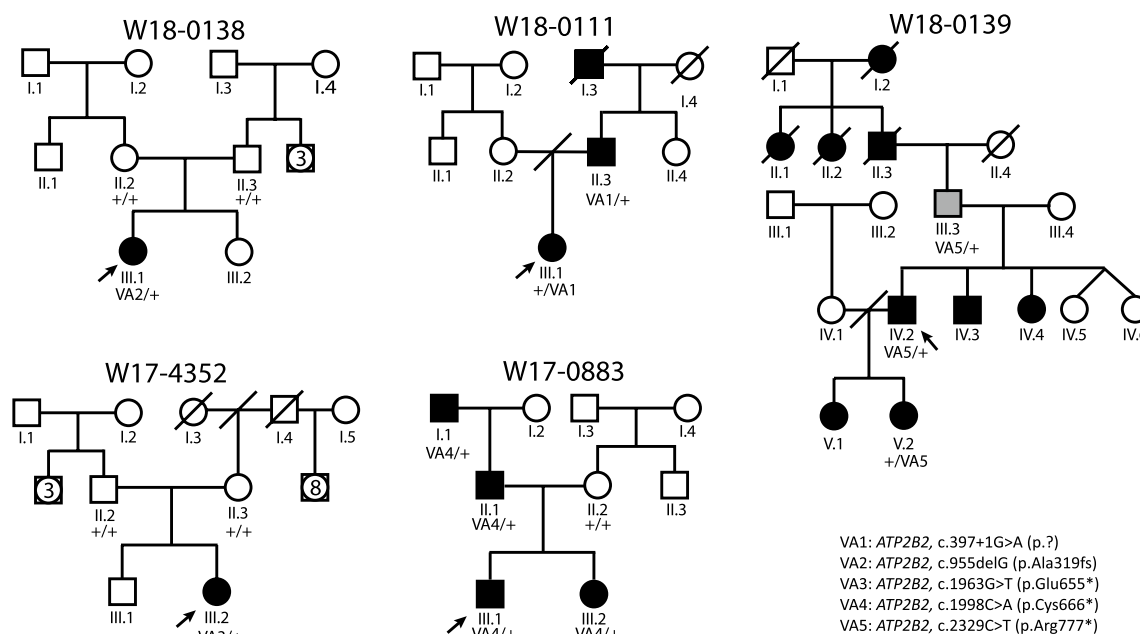 W18-0138
I.1 I.2 I.3 I.4
3
II.1 II.2 II.3
+/+ +/+
III.1 III.2
VA2/+
W18-0111
I.1 I.2 I.3 I.4
II.1 II.2 II.3 II.4
VA1/+
III.1
+/VA1
W18-0139
I.1 I.2
II.1 II.2 II.3 II.4
III.1 III.2 III.3 III.4
VA5/+
IV.1 IV.2 IV.3 IV.4 IV.5
VA5/+
V.1 V.2
+/VA5
W17-4352
I.1 I.2 I.3 I.4 I.5
3 8
II.2 II.3
+/+ +/+
III.1 III.2
W17-0883
I.1 I.2 I.3 I.4
VA4/+
II.1 II.2 II.3
VA4/+ +/+
III.1 III.2
VA4/+ VA4/+
VA1: ATP2B2, c.397+1G>A (p.?)
VA2: ATP2B2, c.955delG (p.Ala319fs)
VA3: ATP2B2, c.1963G>T (p.Glu655*)
VA4: ATP2B2, c.1998C>A (p.Cys666*)
VA5: ATP2B2, c.2329C>T (p.Arg777*)